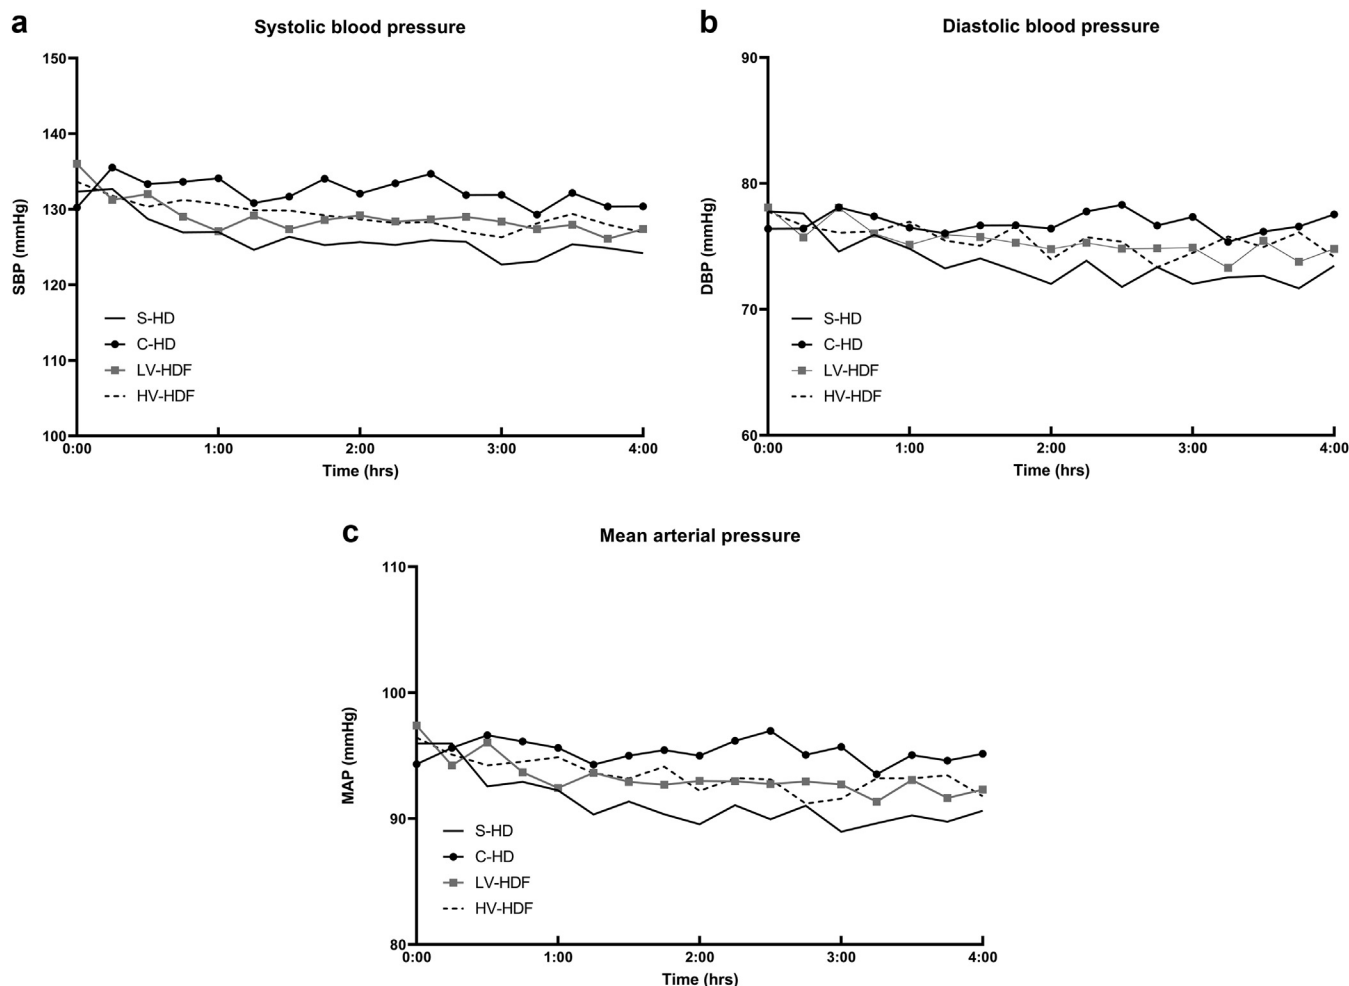 a
Systolic blood pressure
150
140
130
120
110
100
SBP (mmHg)
S-HD
C-HD
LV-HDF
HV-HDF
0:00 1:00 2:00 3:00 4:00
Time (hrs)
b
Diastolic blood pressure
90
80
70
60
DBP (mmHg)
S-HD
C-HD
LV-HDF
HV-HDF
0:00 1:00 2:00 3:00 4:00
Time (hrs)
c
Mean arterial pressure
110
100
90
80
MAP (mmHg)
S-HD
C-HD
LV-HDF
HV-HDF
0:00 1:00 2:00 3:00 4:00
Time (hrs)